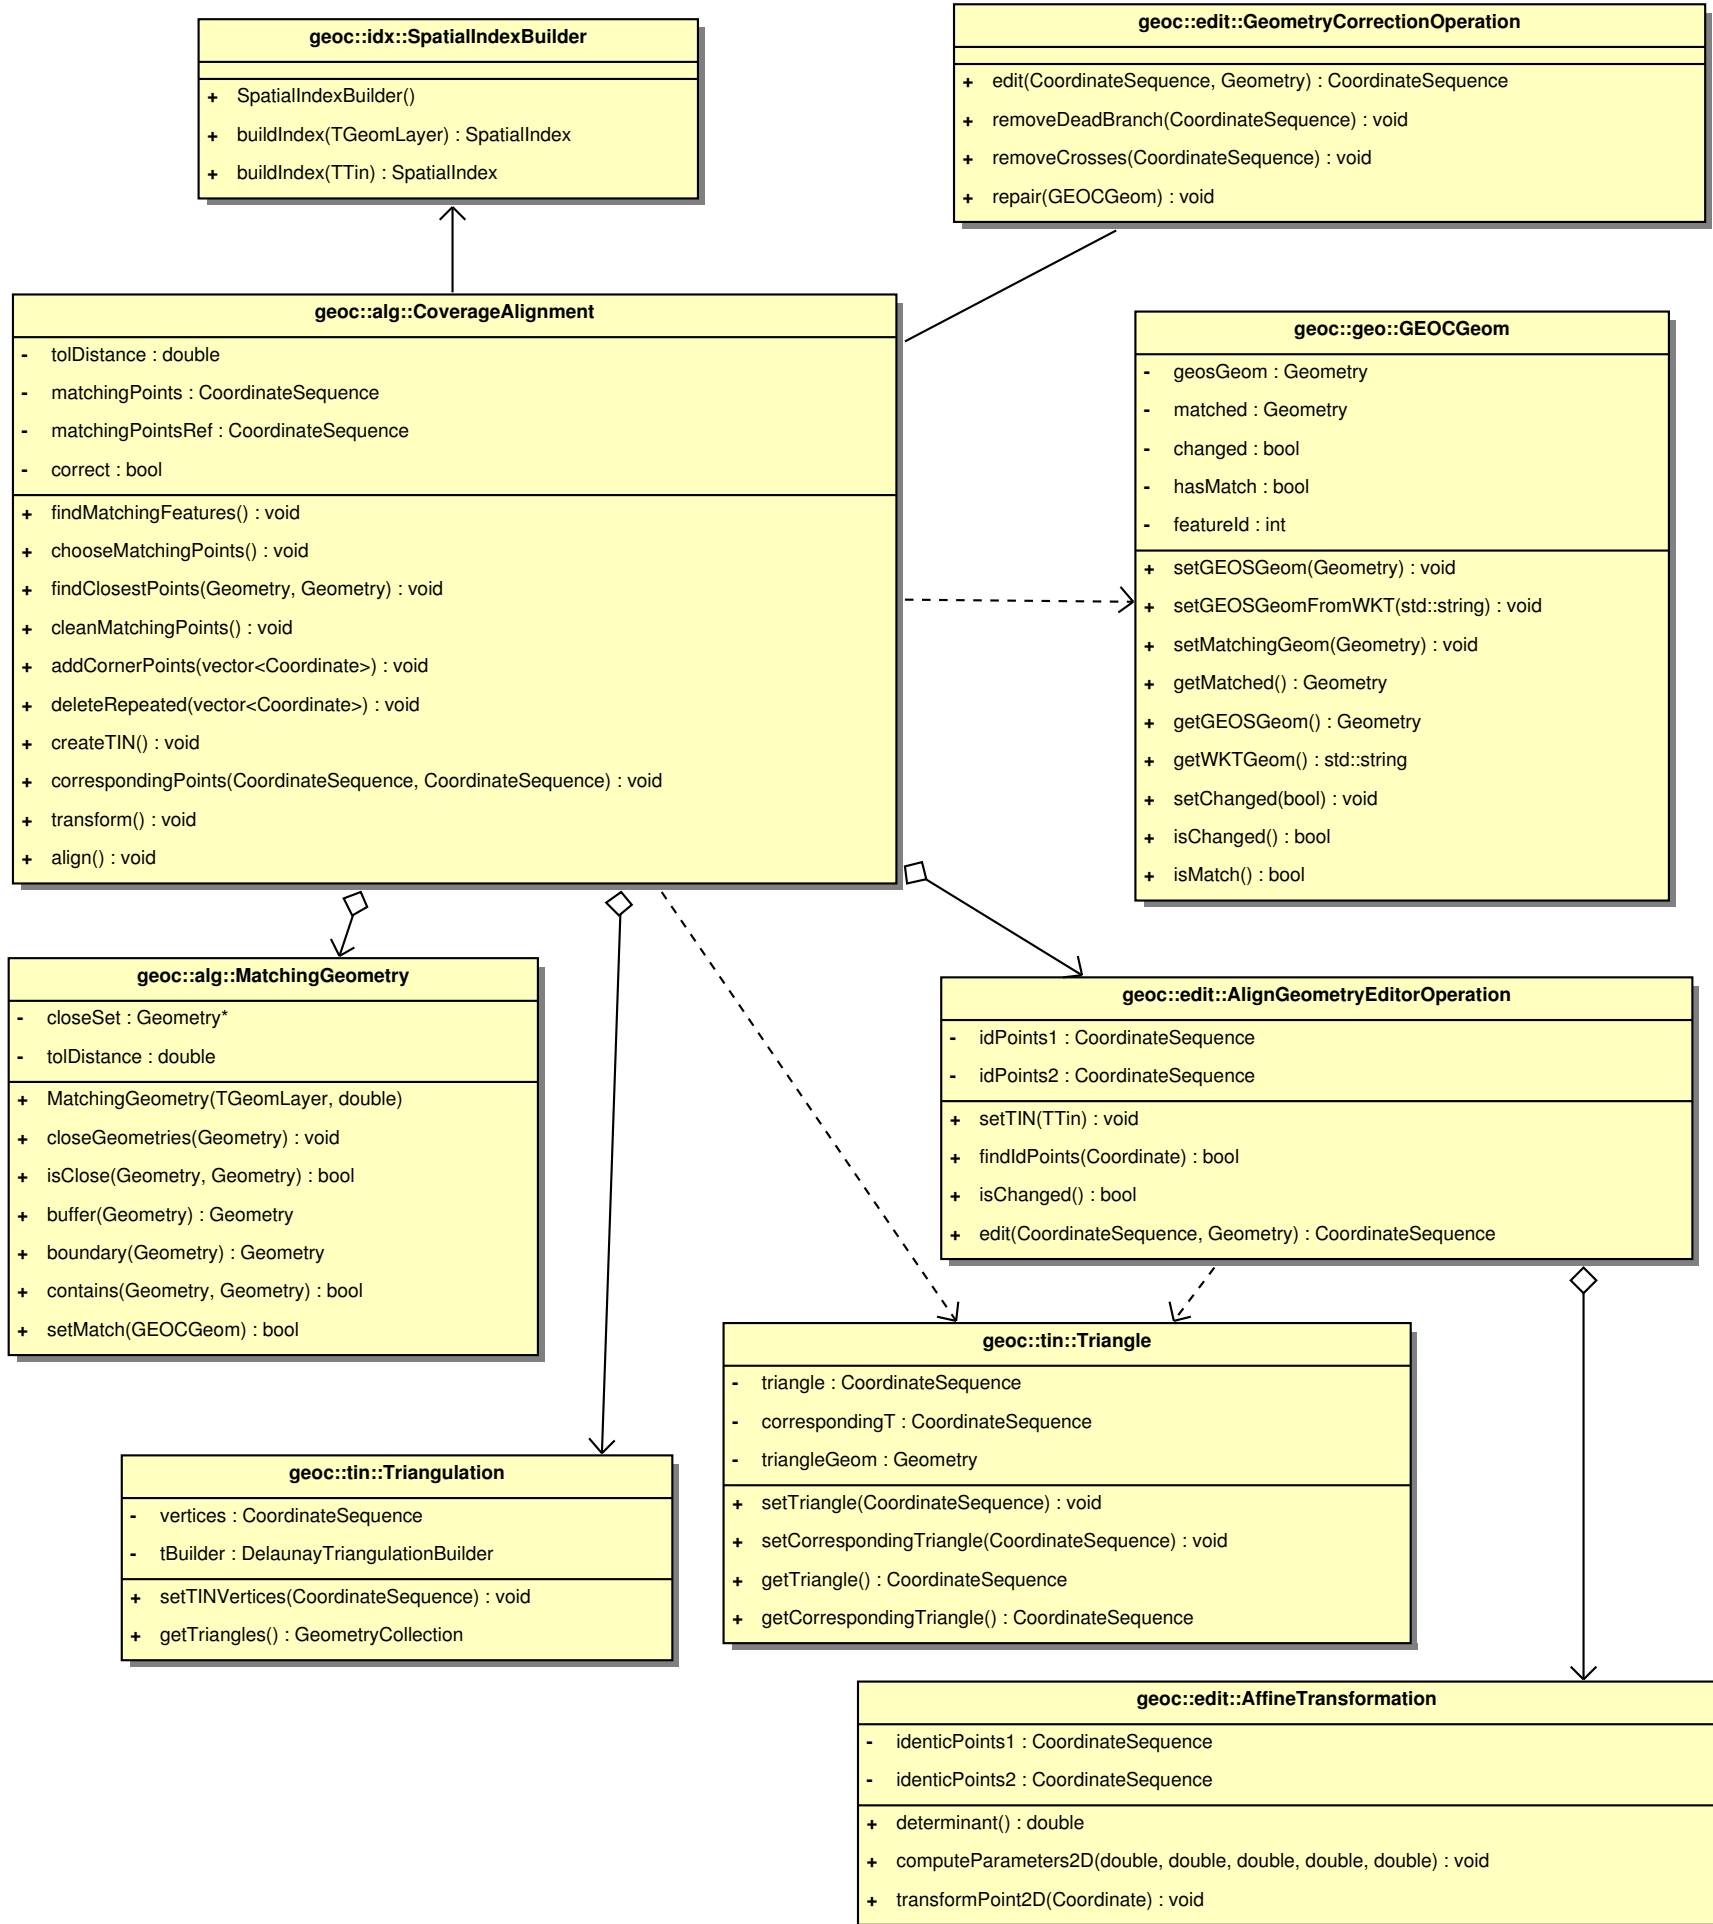 geoc::idx::SpatialIndexBuilder
+ SpatialIndexBuilder()
+ buildIndex(TGeomLayer) : SpatialIndex
+ buildIndex(TTin) : SpatialIndex
geoc::edit::GeometryCorrectionOperation
+ edit(CoordinateSequence, Geometry) : CoordinateSequence
+ removeDeadBranch(CoordinateSequence) : void
+ removeCrosses(CoordinateSequence) : void
+ repair(GEOCGeom) : void
geoc::alg::CoverageAlignment
- tolDistance : double
- matchingPoints : CoordinateSequence
- matchingPointsRef : CoordinateSequence
- correct : bool
+ findMatchingFeatures() : void
+ chooseMatchingPoints() : void
+ findClosestPoints(Geometry, Geometry) : void
+ cleanMatchingPoints() : void
+ addCornerPoints(vector<Coordinate>) : void
+ deleteRepeated(vector<Coordinate>) : void
+ createTIN() : void
+ correspondingPoints(CoordinateSequence, CoordinateSequence) : void
+ transform() : void
+ align() : void
geoc::geo::GEOCGeom
- geosGeom : Geometry
- matched : Geometry
- changed : bool
- hasMatch : bool
- featureId : int
+ setGEOSGeom(Geometry) : void
+ setGEOSGeomFromWKT(std::string) : void
+ setMatchingGeom(Geometry) : void
+ getMatched() : Geometry
+ getGEOSGeom() : Geometry
+ getWKTGeom() : std::string
+ setChanged(bool) : void
+ isChanged() : bool
+ isMatch() : bool
geoc::alg::MatchingGeometry
- closeSet : Geometry*
- tolDistance : double
+ MatchingGeometry(TGeomLayer, double)
+ closeGeometries(Geometry) : void
+ isClose(Geometry, Geometry) : bool
+ buffer(Geometry) : Geometry
+ boundary(Geometry) : Geometry
+ contains(Geometry, Geometry) : bool
+ setMatch(GEOCGeom) : bool
geoc::edit::AlignGeometryEditorOperation
- idPoints1 : CoordinateSequence
- idPoints2 : CoordinateSequence
+ setTIN(TTin) : void
+ findIdPoints(Coordinate) : bool
+ isChanged() : bool
+ edit(CoordinateSequence, Geometry) : CoordinateSequence
geoc::tin::Triangle
- triangle : CoordinateSequence
- correspondingT : CoordinateSequence
- triangleGeom : Geometry
+ setTriangle(CoordinateSequence) : void
+ setCorrespondingTriangle(CoordinateSequence) : void
+ getTriangle() : CoordinateSequence
+ getCorrespondingTriangle() : CoordinateSequence
geoc::tin::Triangulation
- vertices : CoordinateSequence
- tBuilder : DelaunayTriangulationBuilder
+ setTINVertices(CoordinateSequence) : void
+ getTriangles() : GeometryCollection
geoc::edit::AffineTransformation
- identicPoints1 : CoordinateSequence
- identicPoints2 : CoordinateSequence
+ determinant() : double
+ computeParameters2D(double, double, double, double, double) : void
+ transformPoint2D(Coordinate) : void